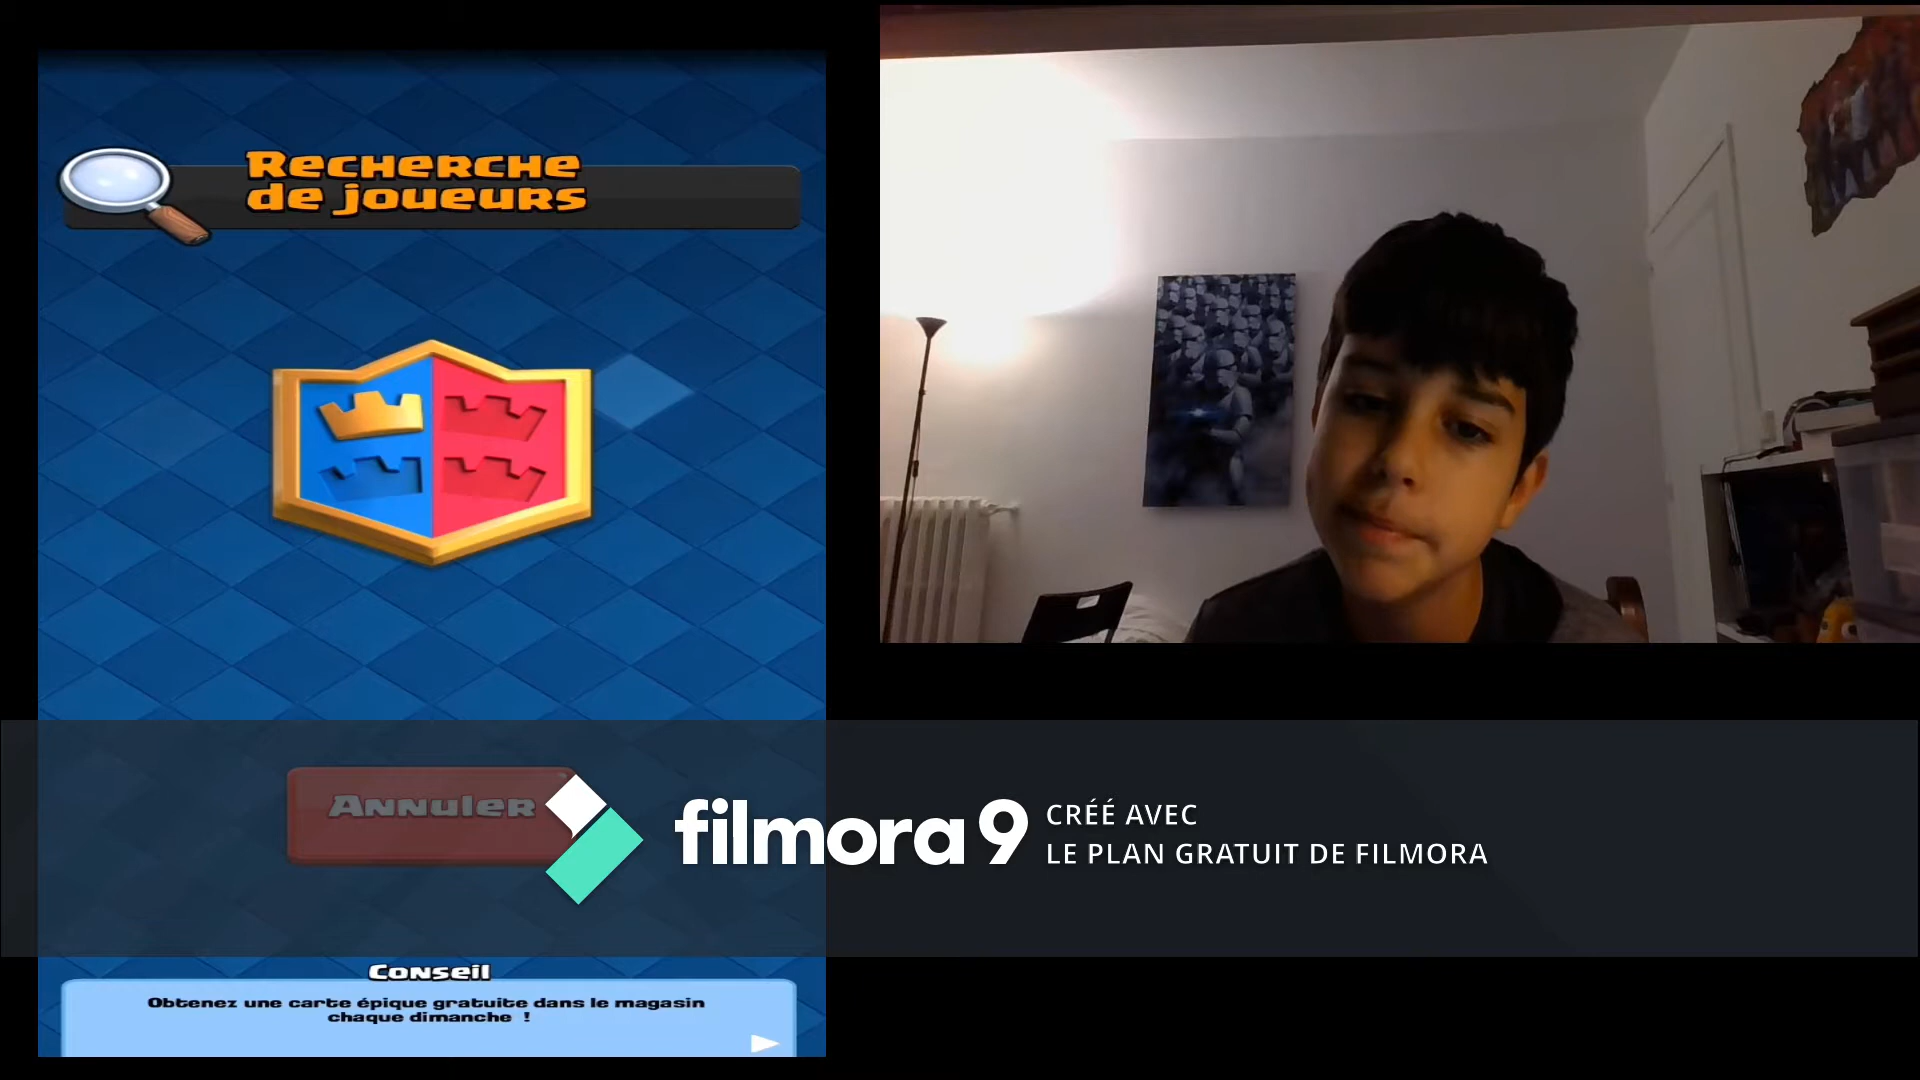 Recherche
de joueurs
Annuler
filmora9
CRÉÉ AVEC
LE PLAN GRATUIT DE FILMORA
Conseil
Obtenez une carte épique gratuite dans le magasin
chaque dimanche !